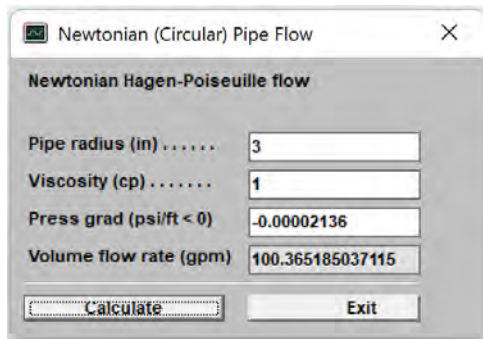 Newtonian (Circular) Pipe Flow
Newtonian Hagen-Poiseuille flow
Pipe radius (in) . . . . . . 3
Viscosity (cp) . . . . . . . 1
Press grad (psi/ft < 0) -0.00002136
Volume flow rate (gpm) 100.365185037115
Calculate Exit